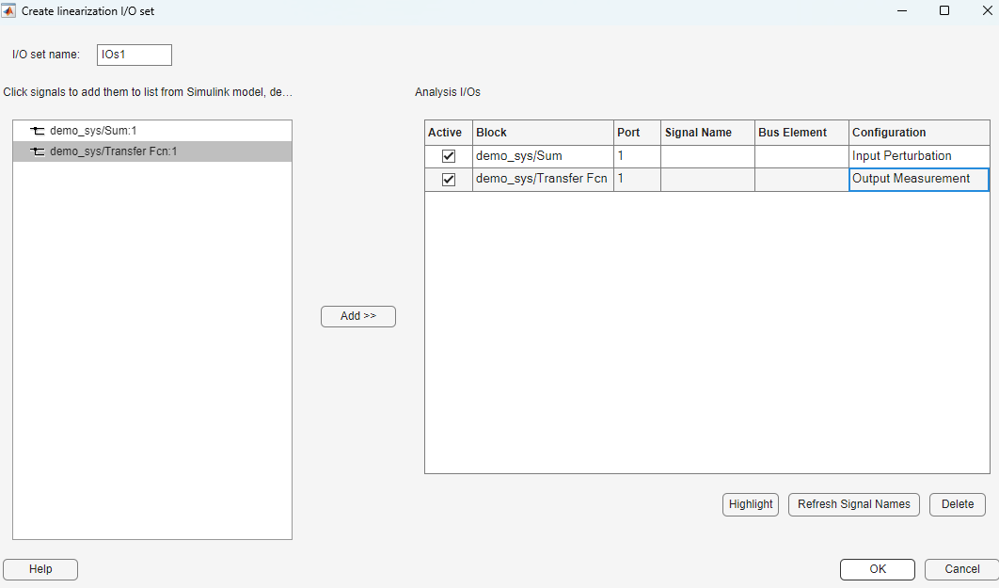 Create linearization I/O set
I/O set name: IOs1
Click signals to add them to list from Simulink model, de...
Analysis I/Os
demo_sys/Sum:1
demo_sys/Transfer Fcn:1
Add >>
Active Block Port Signal Name Bus Element Configuration
demo_sys/Sum 1 Input Perturbation
demo_sys/Transfer Fcn 1 Output Measurement
Highlight Refresh Signal Names Delete
Help OK Cancel